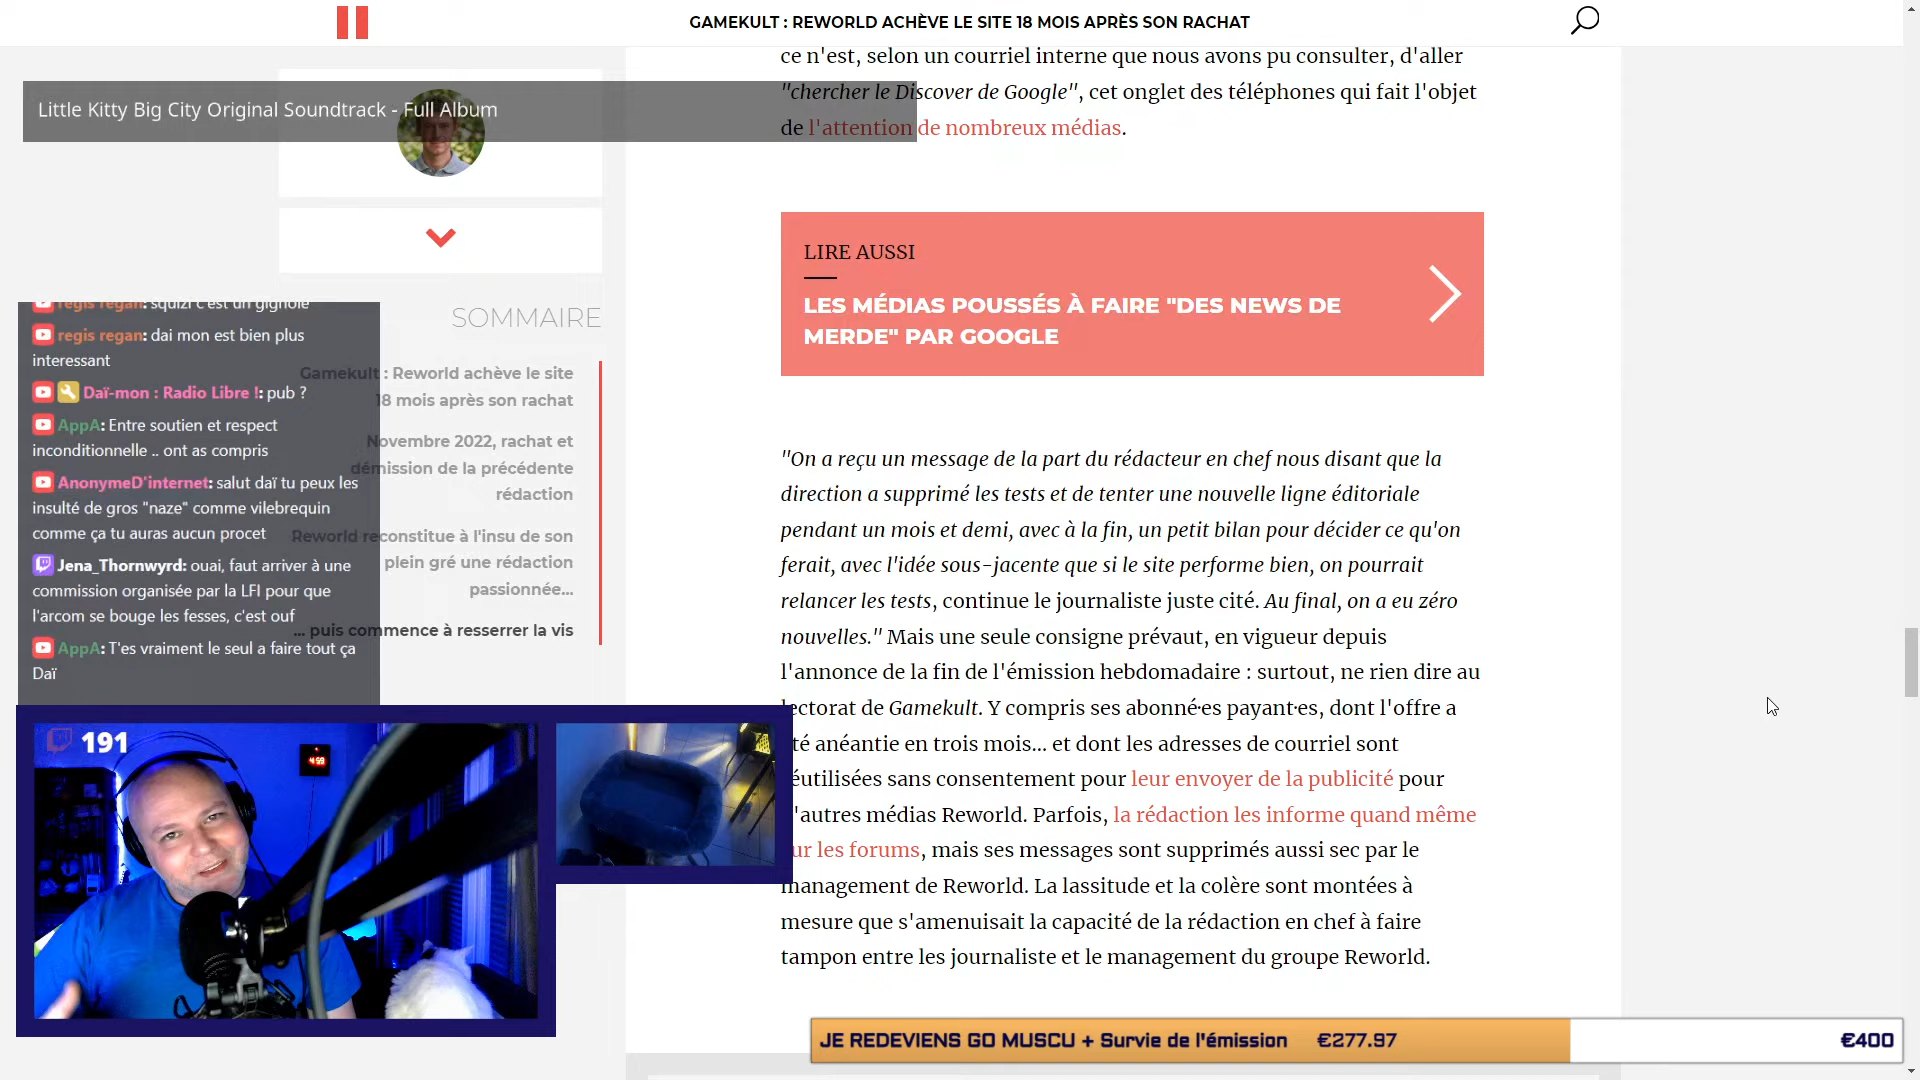 GAMEKULT : REWORLD ACHÈVE LE SITE 18 MOIS APRÈS SON RACHAT
ce n'est, selon un courriel interne que nous avons pu consulter, d'aller
"chercher le Discover de Google", cet onglet des téléphones qui fait l'objet
de l'attention de nombreux médias.
Little Kitty Big City Original Soundtrack - Full Album
LIRE AUSSI
LES MÉDIAS POUSSÉS À FAIRE "DES NEWS DE
MERDE" PAR GOOGLE
SOMMAIRE
Gamekult : Reworld achève le site
18 mois après son rachat
Novembre 2022, rachat et
démission de la précédente
rédaction
Reworld reconstitue à l'insu de son
plein gré une rédaction
passionnée...
... puis commence à resserrer la vis
regis regan: squizi c'est un gignole
regis regan: dai mon est bien plus
interessant
Daï-mon : Radio Libre !: pub ?
AppA: Entre soutien et respect
inconditionnelle .. ont as compris
AnonymeD'internet: salut daï tu peux les
insulté de gros "naze" comme vilebrequin
comme ça tu auras aucun procet
Jena_Thornwyrd: ouai, faut arriver à une
commission organisée par la LFI pour que
l'arcom se bouge les fesses, c'est ouf
AppA: T'es vraiment le seul a faire tout ça
Daï
"On a reçu un message de la part du rédacteur en chef nous disant que la
direction a supprimé les tests et de tenter une nouvelle ligne éditoriale
pendant un mois et demi, avec à la fin, un petit bilan pour décider ce qu'on
ferait, avec l'idée sous-jacente que si le site performe bien, on pourrait
relancer les tests, continue le journaliste juste cité. Au final, on a eu zéro
nouvelles." Mais une seule consigne prévaut, en vigueur depuis
l'annonce de la fin de l'émission hebdomadaire : surtout, ne rien dire au
lectorat de Gamekult. Y compris ses abonné·es payant·es, dont l'offre a
té anéantie en trois mois... et dont les adresses de courriel sont
éutilisées sans consentement pour leur envoyer de la publicité pour
'autres médias Reworld. Parfois, la rédaction les informe quand même
ur les forums, mais ses messages sont supprimés aussi sec par le
management de Reworld. La lassitude et la colère sont montées à
mesure que s'amenuisait la capacité de la rédaction en chef à faire
tampon entre les journaliste et le management du groupe Reworld.
191
4:59
JE REDEVIENS GO MUSCU + Survie de l'émission €277.97 €400